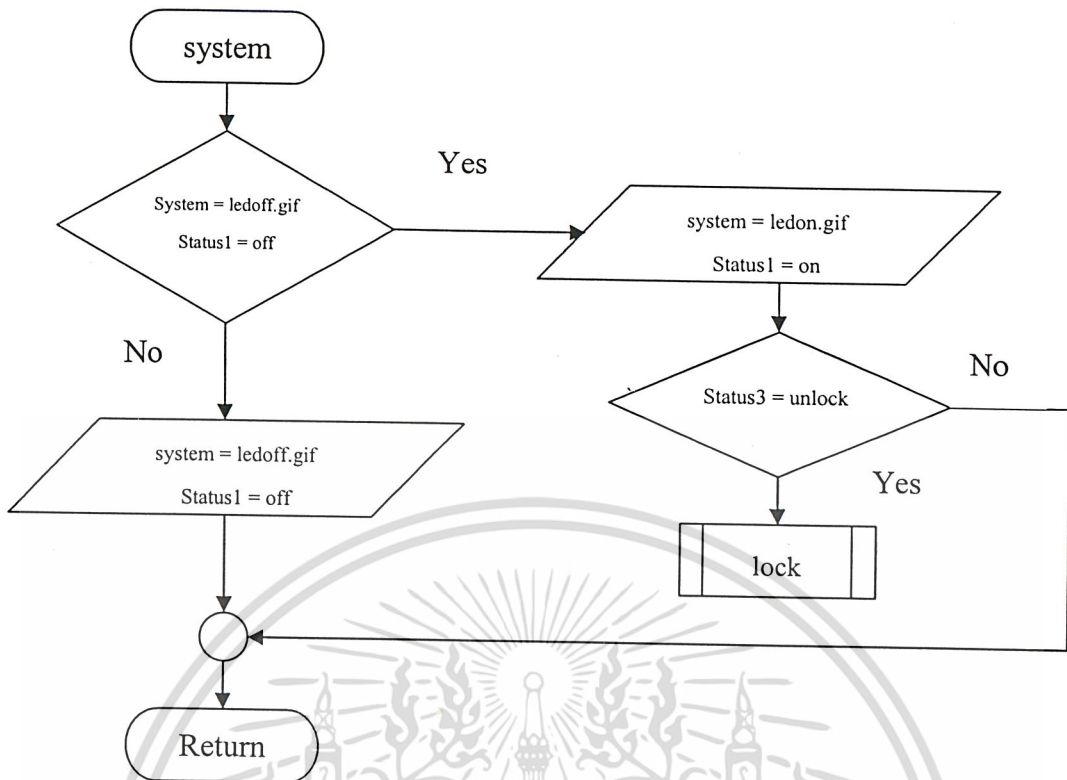 system
Yes
System = ledoff.gif
Status1 = off
system = ledon.gif
Status1 = on
No
No
Status3 = unlock
system = ledoff.gif
Status1 = off
Yes
lock
Return